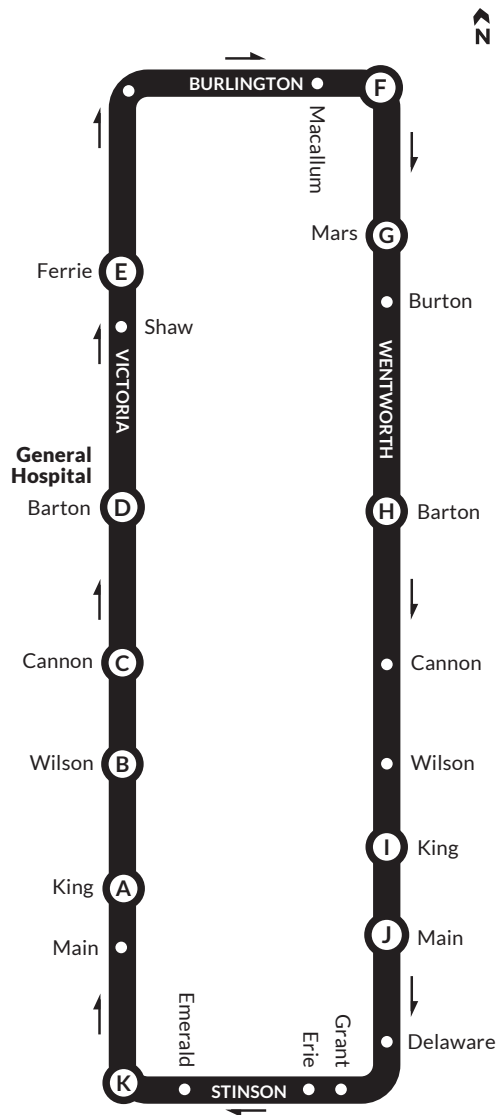 N
BURLINGTON
F
Macallum
Mars
G
Ferrie
E
Burton
Shaw
VICTORIA
WENTWORTH
General
Hospital
Barton
D
H
Barton
Cannon
C
Cannon
Wilson
B
Wilson
I
King
King
A
J
Main
Main
Emerald
Erie
Grant
Delaware
K
STINSON